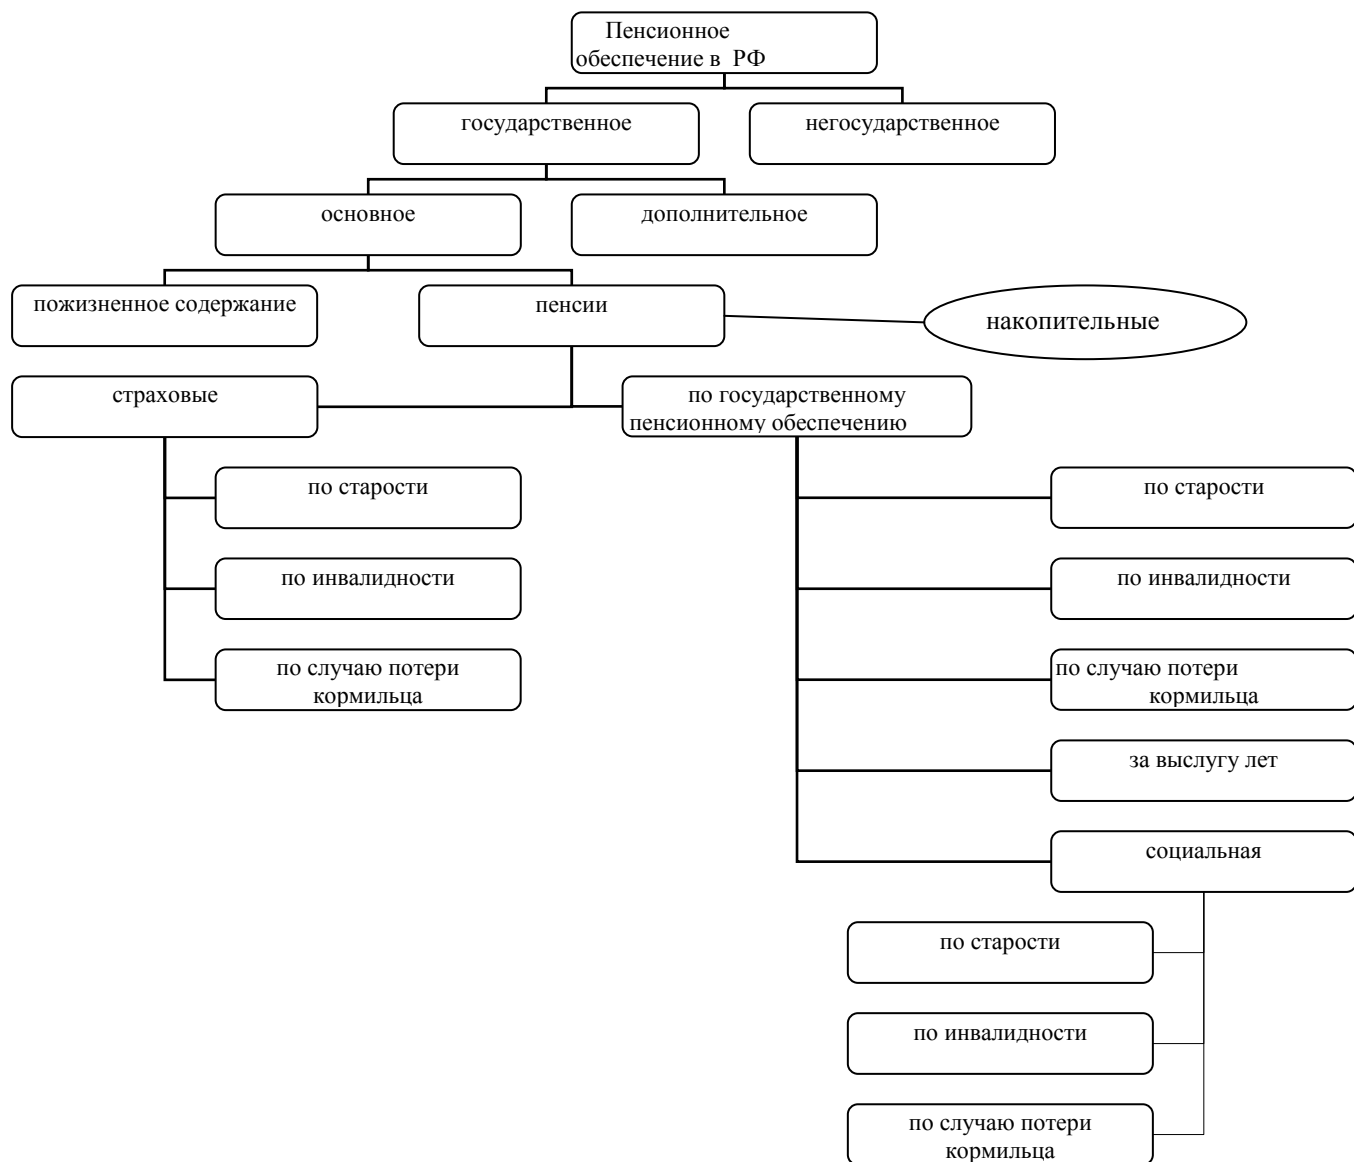 Пенсионное
обеспечение в РФ
государственное
негосударственное
основное
дополнительное
пожизненное содержание
пенсии
накопительные
страховые
по государственному
пенсионному обеспечению
по старости
по инвалидности
по случаю потери
кормильца
по старости
по инвалидности
по случаю потери
кормильца
за выслугу лет
социальная
по старости
по инвалидности
по случаю потери
кормильца